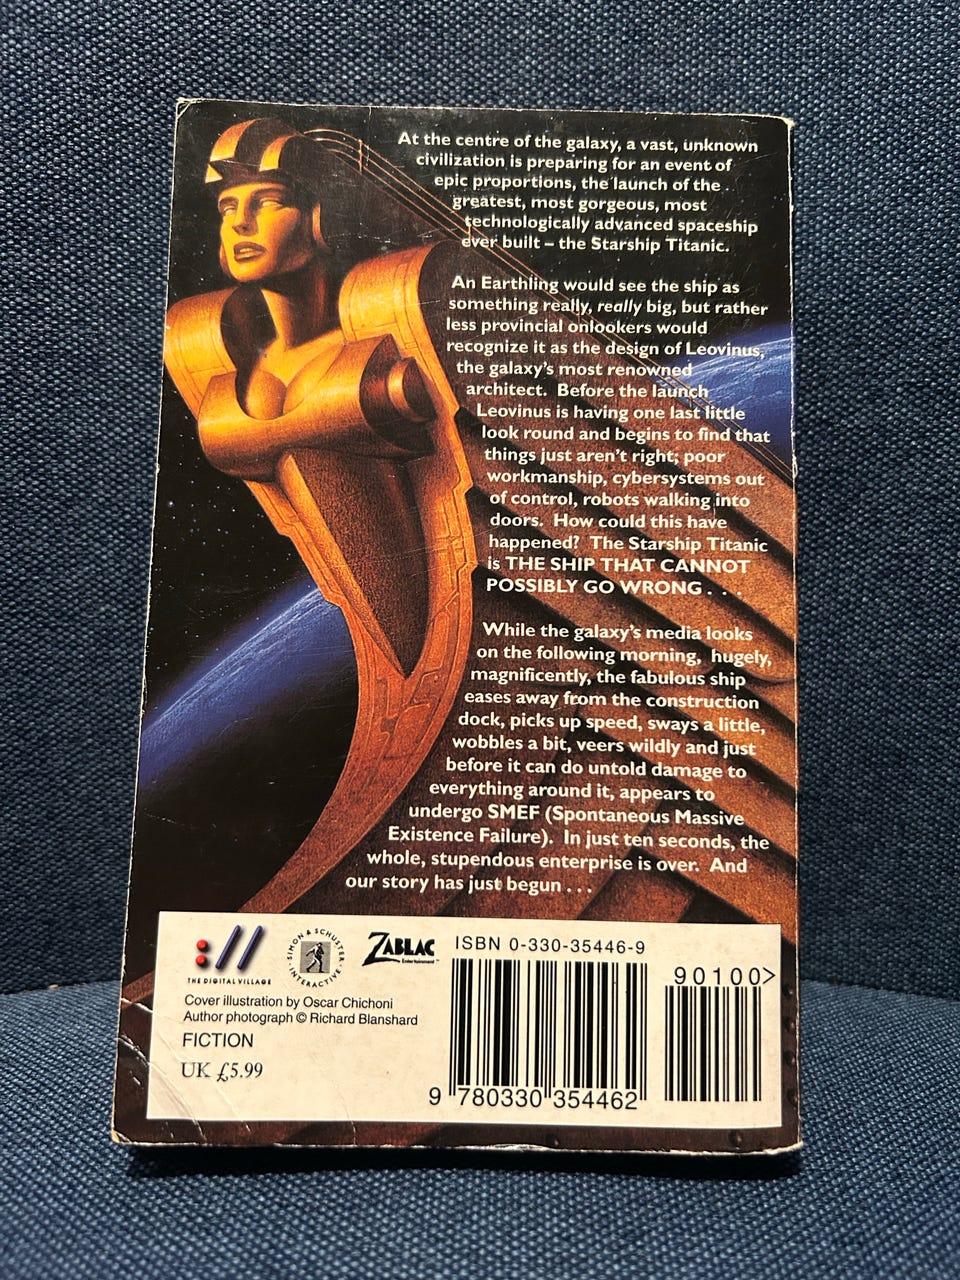 At the centre of the galaxy, a vast, unknown
civilization is preparing for an event of
epic proportions, the launch of the
greatest, most gorgeous, most
technologically advanced spaceship
ever built – the Starship Titanic.
An Earthling would see the ship as
something really, really big, but rather
less provincial onlookers would
recognize it as the design of Leovinus,
the galaxy's most renowned
architect. Before the launch
Leovinus is having one last little
look round and begins to find that
things just aren't right; poor
workmanship, cybersystems out
of control, robots walking into
doors. How could this have
happened? The Starship Titanic
is THE SHIP THAT CANNOT
POSSIBLY GO WRONG . . .
While the galaxy's media looks
on the following morning, hugely,
magnificently, the fabulous ship
eases away from the construction
dock, picks up speed, sways a little,
wobbles a bit, veers wildly and just
before it can do untold damage to
everything around it, appears to
undergo SMEF (Spontaneous Massive
Existence Failure). In just ten seconds, the
whole, stupendous enterprise is over. And
our story has just begun . . .
://
THE DIGITAL VILLAGE
SIMON & SCHUSTER
INTERACTIVE
ZABLAC
Entertainment™
Cover illustration by Oscar Chichoni
Author photograph © Richard Blanshard
FICTION
UK £5.99
ISBN 0-330-35446-9
90100>
9 780330 354462